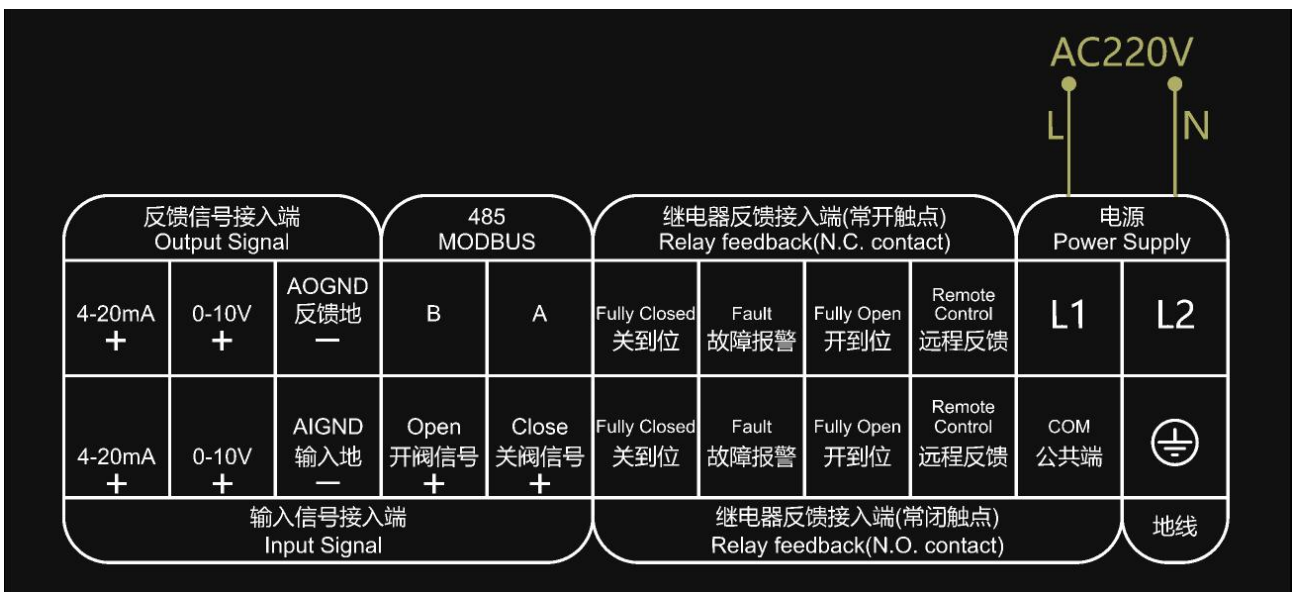 AC220V
L N
反馈信号接入端
Output Signal
485
MODBUS
继电器反馈接入端(常开触点)
Relay feedback(N.C. contact)
电源
Power Supply
4-20mA
+
0-10V
+
AOGND
反馈地
—
B
A
Fully Closed
关到位
Fault
故障报警
Fully Open
开到位
Remote
Control
远程反馈
L1
L2
4-20mA
+
0-10V
+
AIGND
输入地
—
Open
开阀信号
+
Close
关阀信号
+
Fully Closed
关到位
Fault
故障报警
Fully Open
开到位
Remote
Control
远程反馈
COM
公共端
输入信号接入端
Input Signal
继电器反馈接入端(常闭触点)
Relay feedback(N.O. contact)
地线